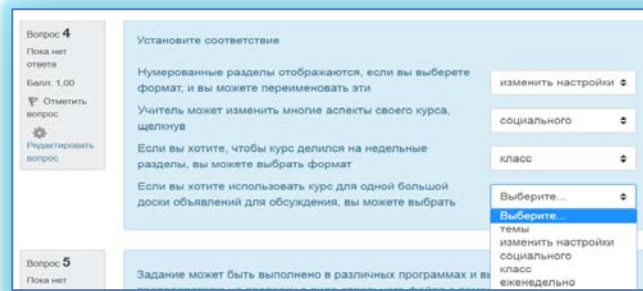 Вопрос 4
Пока нет
ответа
Балл: 1,00
Отметить
вопрос
Редактировать
вопрос
Установите соответствие
Нумерованные разделы отображаются, если вы выберете
формат, и вы можете переименовать эти
изменить настройки
Учитель может изменить многие аспекты своего курса,
щелкнув
социального
Если вы хотите, чтобы курс делился на недельные
разделы, вы можете выбрать формат
класс
Если вы хотите использовать курс для одной большой
доски объявлений для обсуждения, вы можете выбрать
Выберите...
Выберите...
темы
изменить настройки
социального
класс
еженедельно
Вопрос 5
Пока нет
Задание может быть выполнено в различных программах и